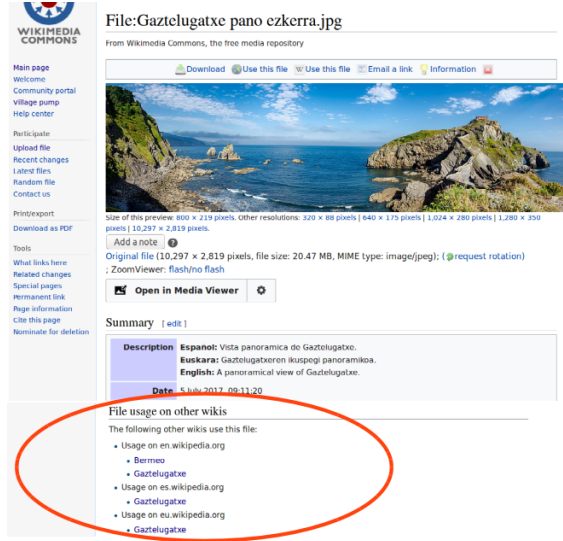 WIKIMEDIA
COMMONS
Main page
Welcome
Community portal
Village pump
Help center
Participate
Upload file
Recent changes
Latest files
Random file
Contact us
Print/export
Download as PDF
Tools
What links here
Related changes
Special pages
Permanent link
Page information
Cite this page
Nominate for deletion
File:Gaztelugatxe pano ezkerra.jpg
From Wikimedia Commons, the free media repository
Download Use this file Use this file Email a link Information
Size of this preview: 800 × 219 pixels. Other resolutions: 320 × 88 pixels | 640 × 175 pixels | 1,024 × 280 pixels | 1,280 × 350
pixels | 10,297 × 2,819 pixels.
Add a note
Original file (10,297 × 2,819 pixels, file size: 20.47 MB, MIME type: image/jpeg); (request rotation)
; ZoomViewer: flash/no flash
Open in Media Viewer
Summary [ edit ]
Description Español: Vista panoramica de Gaztelugatxe.
Euskara: Gaztelugatxeren ikuspegi panoramikoa.
English: A panoramical view of Gaztelugatxe.
Date 5 July 2017, 09:11:20
File usage on other wikis
The following other wikis use this file:
• Usage on en.wikipedia.org
• Bermeo
• Gaztelugatxe
• Usage on es.wikipedia.org
• Gaztelugatxe
• Usage on eu.wikipedia.org
• Gaztelugatxe